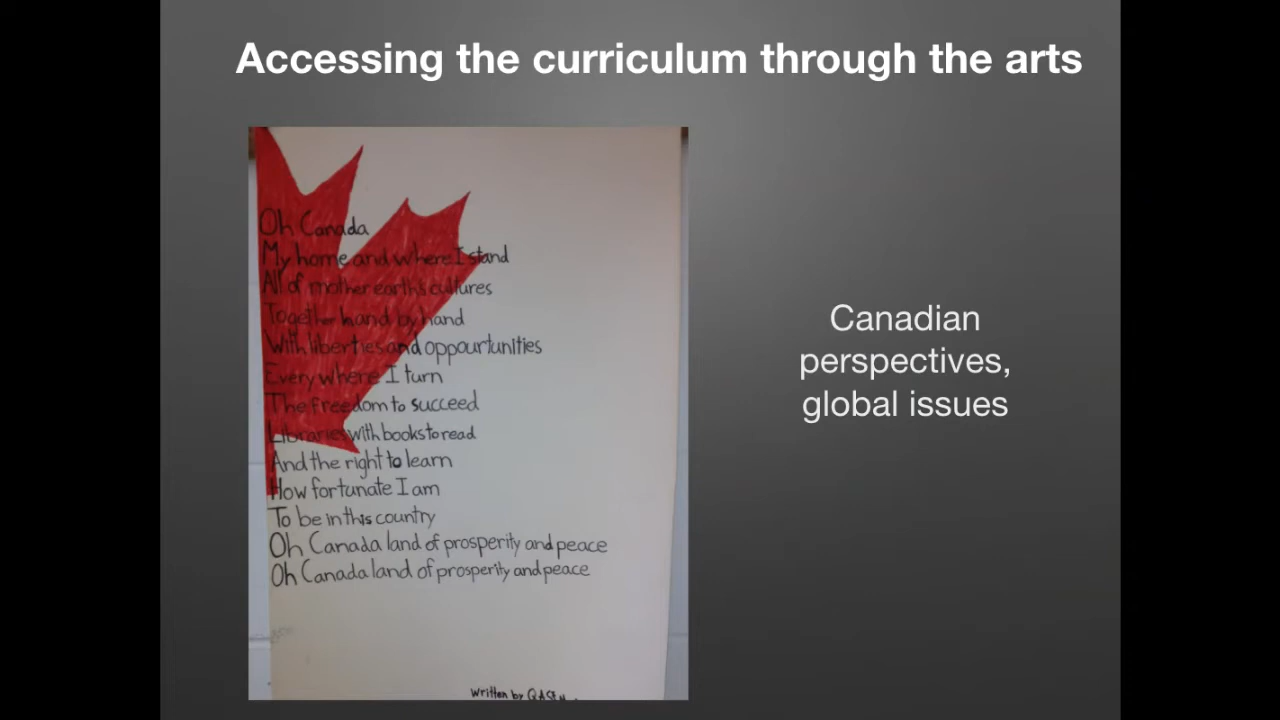 Accessing the curriculum through the arts
Oh Canada
My home and where I stand
All of mother earth's cultures
Together hand by hand
With liberties and oppourtunities
Every where I turn
The freedom to succeed
Libraries with books to read
And the right to learn
How fortunate I am
To be in this country
Oh Canada land of prosperity and peace
Oh Canada land of prosperity and peace
written by
Canadian
perspectives,
global issues